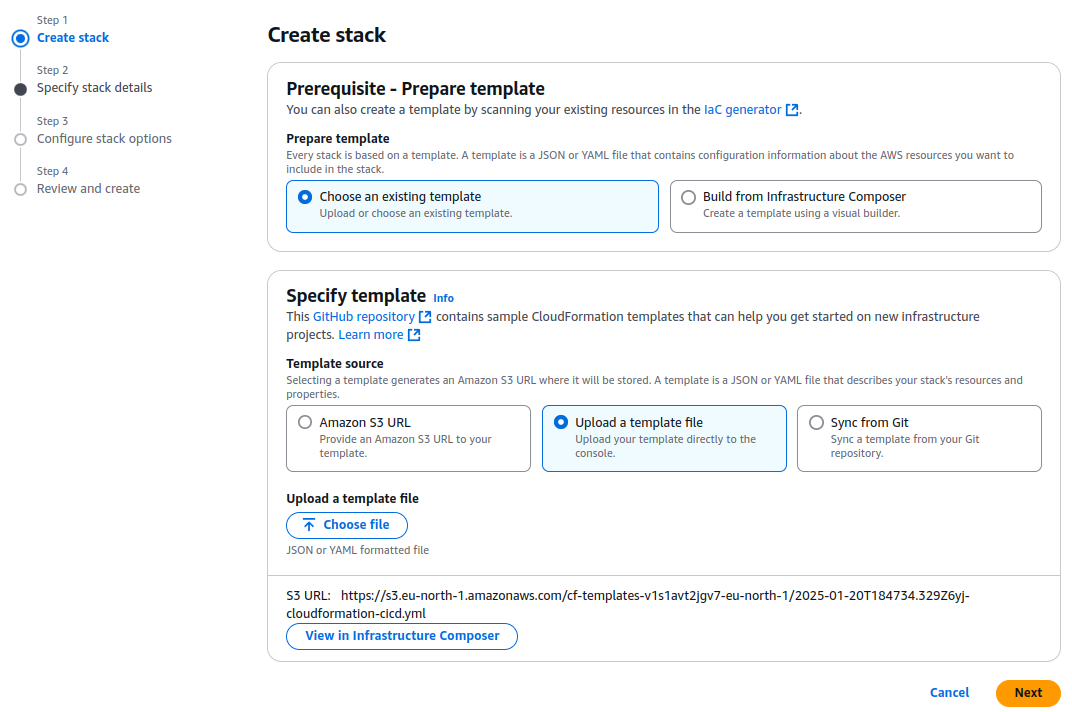 Step 1
Create stack
Step 2
Specify stack details
Step 3
Configure stack options
Step 4
Review and create
Create stack
Prerequisite - Prepare template
You can also create a template by scanning your existing resources in the IaC generator.
Prepare template
Every stack is based on a template. A template is a JSON or YAML file that contains configuration information about the AWS resources you want to
include in the stack.
Choose an existing template
Upload or choose an existing template.
Build from Infrastructure Composer
Create a template using a visual builder.
Specify template Info
This GitHub repository contains sample CloudFormation templates that can help you get started on new infrastructure
projects. Learn more
Template source
Selecting a template generates an Amazon S3 URL where it will be stored. A template is a JSON or YAML file that describes your stack's resources and
properties.
Amazon S3 URL
Provide an Amazon S3 URL to your
template.
Upload a template file
Upload your template directly to the
console.
Sync from Git
Sync a template from your Git
repository.
Upload a template file
Choose file
JSON or YAML formatted file
S3 URL: https://s3.eu-north-1.amazonaws.com/cf-templates-v1s1avt2jgv7-eu-north-1/2025-01-20T184734.329Z6yj-
cloudformation-cicd.yml
View in Infrastructure Composer
Cancel
Next